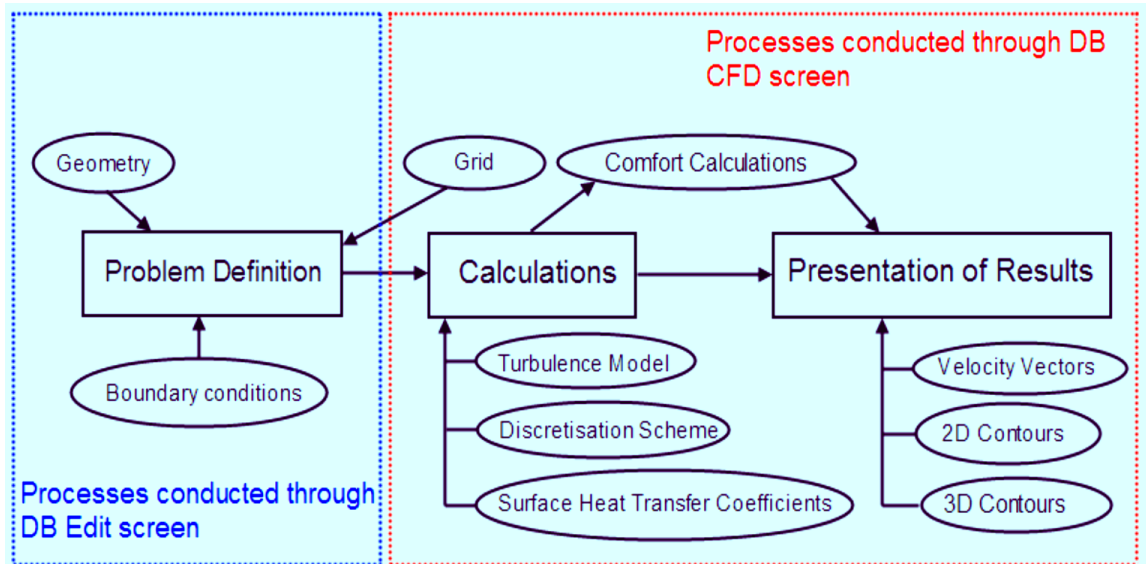 Processes conducted through DB
CFD screen
Geometry
Grid
Comfort Calculations
Problem Definition
Calculations
Presentation of Results
Boundary conditions
Turbulence Model
Discretisation Scheme
Surface Heat Transfer Coefficients
Velocity Vectors
2D Contours
3D Contours
Processes conducted through
DB Edit screen